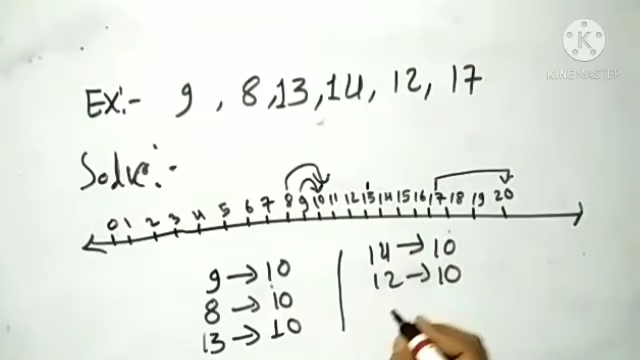 KINEMASTER
Ex:- 9, 8, 13, 14, 12, 17
Solve:-
0 1 2 3 4 5 6 7 8 9 10 11 12 13 14 15 16 17 18 19 20
9 → 10
8 → 10
13 → 10
14 → 10
12 → 10